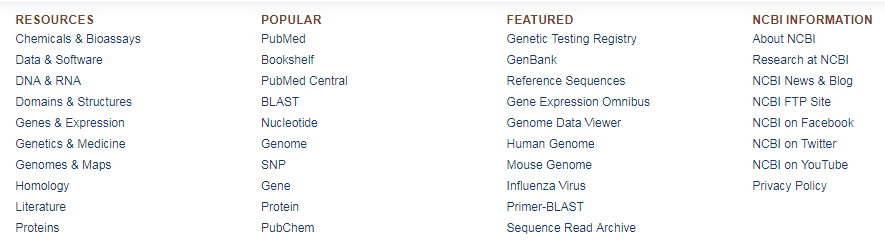 RESOURCES
Chemicals & Bioassays
Data & Software
DNA & RNA
Domains & Structures
Genes & Expression
Genetics & Medicine
Genomes & Maps
Homology
Literature
Proteins
POPULAR
PubMed
Bookshelf
PubMed Central
BLAST
Nucleotide
Genome
SNP
Gene
Protein
PubChem
FEATURED
Genetic Testing Registry
GenBank
Reference Sequences
Gene Expression Omnibus
Genome Data Viewer
Human Genome
Mouse Genome
Influenza Virus
Primer-BLAST
Sequence Read Archive
NCBI INFORMATION
About NCBI
Research at NCBI
NCBI News & Blog
NCBI FTP Site
NCBI on Facebook
NCBI on Twitter
NCBI on YouTube
Privacy Policy